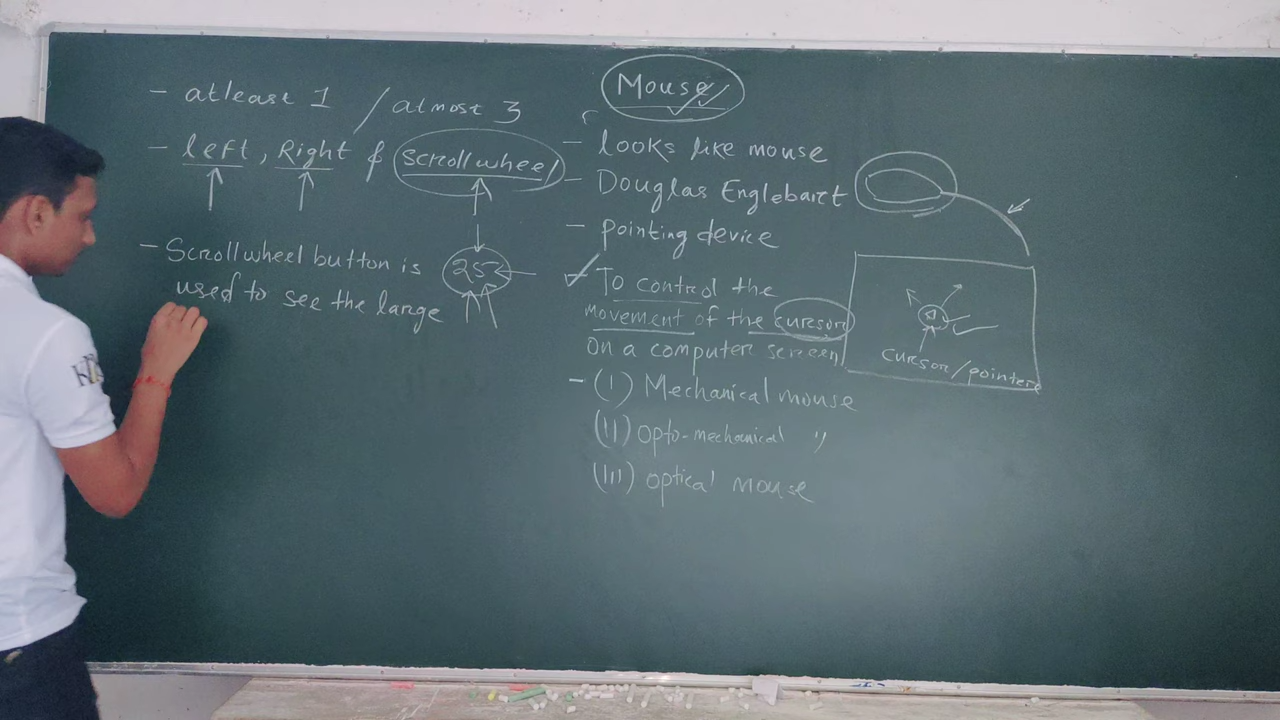 Mouse
- atleast 1 / almost 3
- left, Right & Scrollwheel
- Scrollwheel button is
used to see the large
253
- looks like mouse
- Douglas Englebart
- pointing device
- To control the
movement of the cursor
on a computer screen
- (I) Mechanical mouse
(II) Opto-mechanical "
(III) optical mouse
cursor/pointer